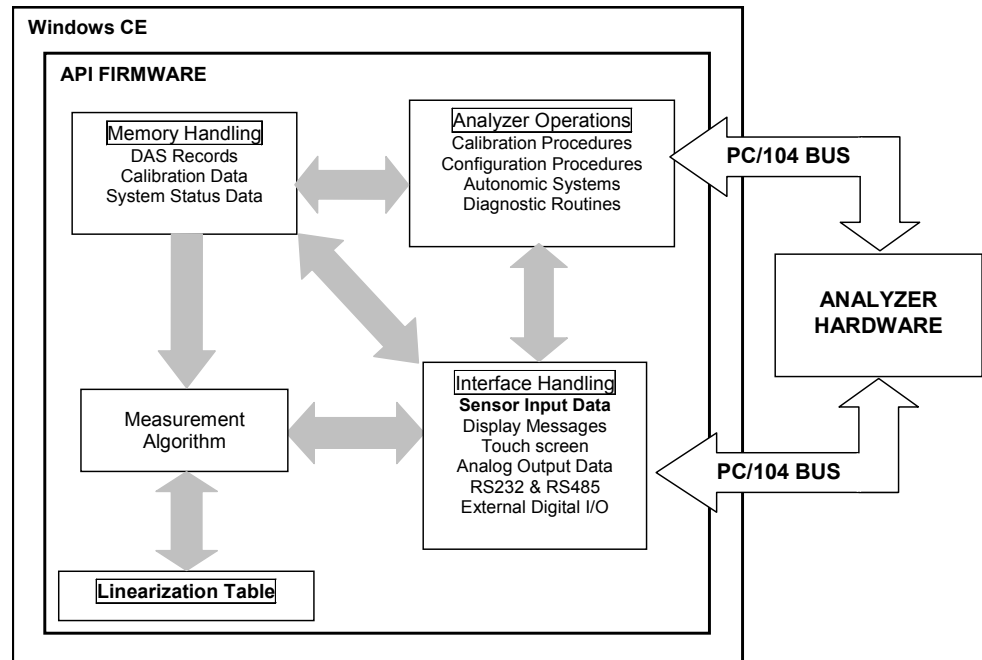 Windows CE
API FIRMWARE
Memory Handling
DAS Records
Calibration Data
System Status Data
Analyzer Operations
Calibration Procedures
Configuration Procedures
Autonomic Systems
Diagnostic Routines
PC/104 BUS
ANALYZER
HARDWARE
Measurement
Algorithm
Interface Handling
Sensor Input Data
Display Messages
Touch screen
Analog Output Data
RS232 & RS485
External Digital I/O
PC/104 BUS
Linearization Table